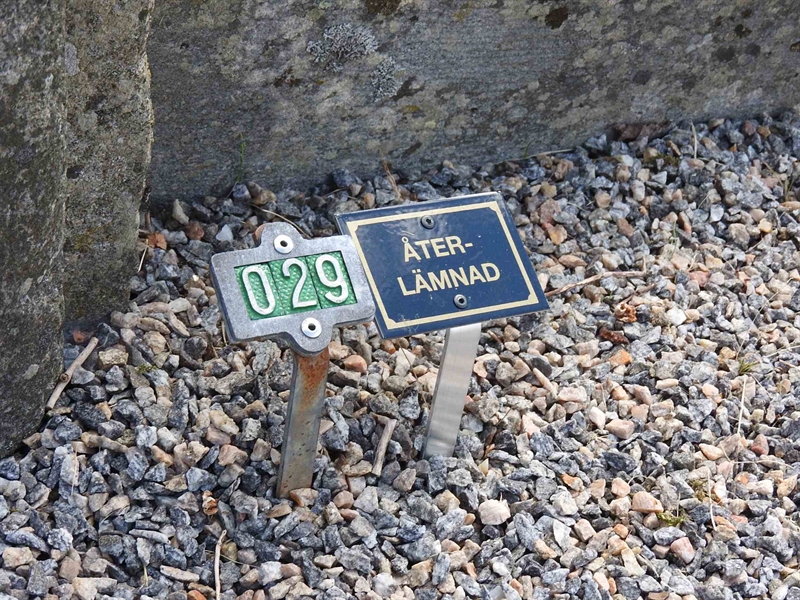 029
ÅTER-
LÄMNAD